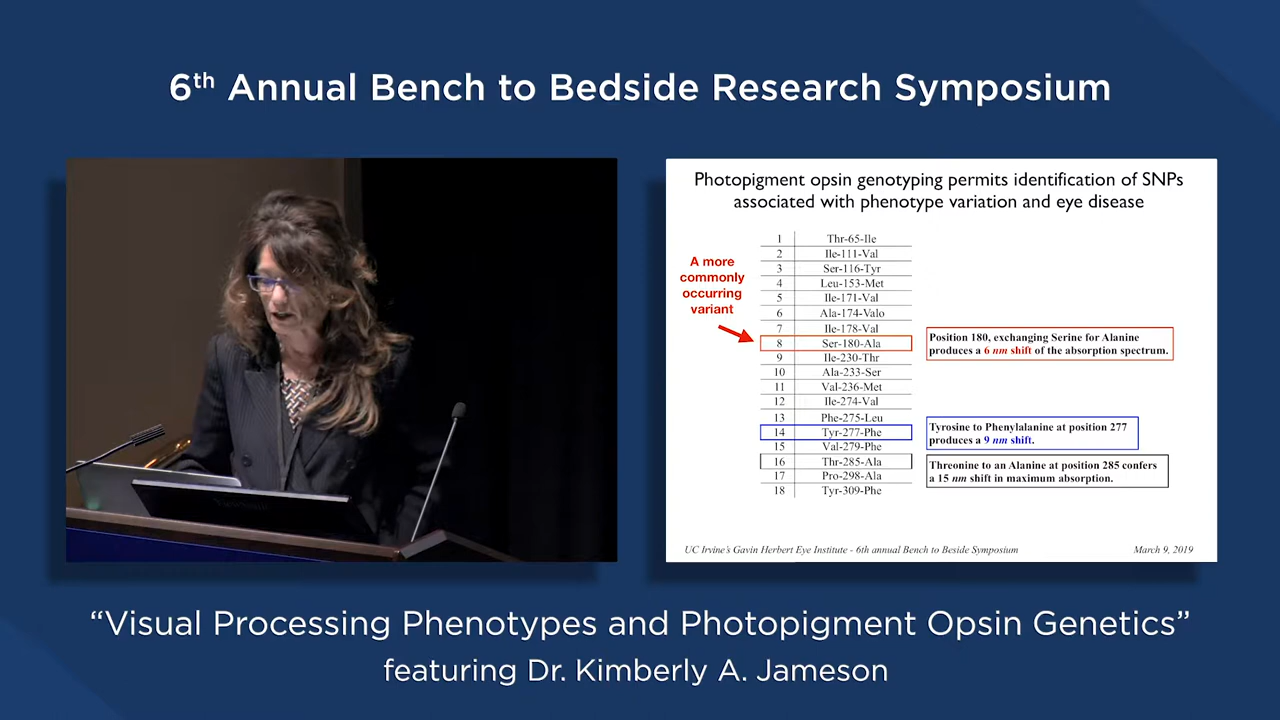 6th Annual Bench to Bedside Research Symposium
Photopigment opsin genotyping permits identification of SNPs
associated with phenotype variation and eye disease
A more
commonly
occurring
variant
1 Thr-65-Ile
2 Ile-111-Val
3 Ser-116-Tyr
4 Leu-153-Met
5 Ile-171-Val
6 Ala-174-Valo
7 Ile-178-Val
8 Ser-180-Ala
9 Ile-230-Thr
10 Ala-233-Ser
11 Val-236-Met
12 Ile-274-Val
13 Phe-275-Leu
14 Tyr-277-Phe
15 Val-279-Phe
16 Thr-285-Ala
17 Pro-298-Ala
18 Tyr-309-Phe
Position 180, exchanging Serine for Alanine
produces a 6 nm shift of the absorption spectrum.
Tyrosine to Phenylalanine at position 277
produces a 9 nm shift.
Threonine to an Alanine at position 285 confers
a 15 nm shift in maximum absorption.
UC Irvine's Gavin Herbert Eye Institute - 6th annual Bench to Beside Symposium March 9, 2019
“Visual Processing Phenotypes and Photopigment Opsin Genetics”
featuring Dr. Kimberly A. Jameson